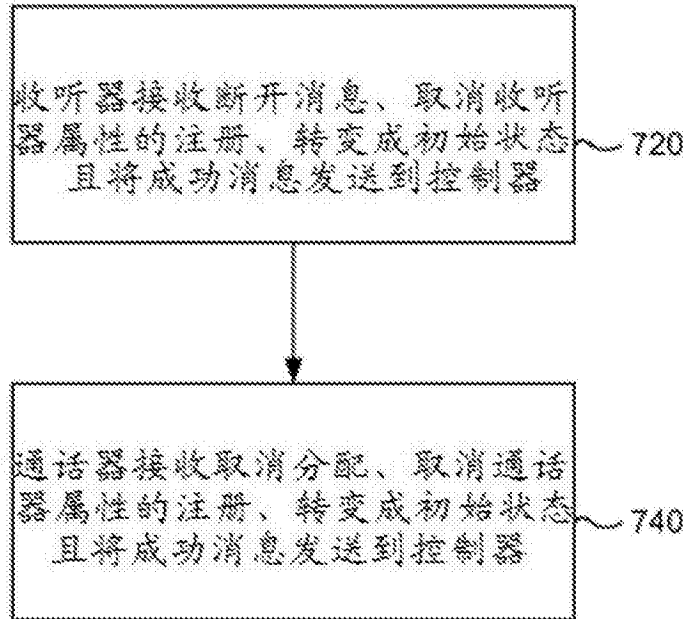 收听器接收断开消息、取消收听
器属性的注册、转变成初始状态
且将成功消息发送到控制器
720
通话器接收取消分配、取消通话
器属性的注册、转变成初始状态
且将成功消息发送到控制器
740